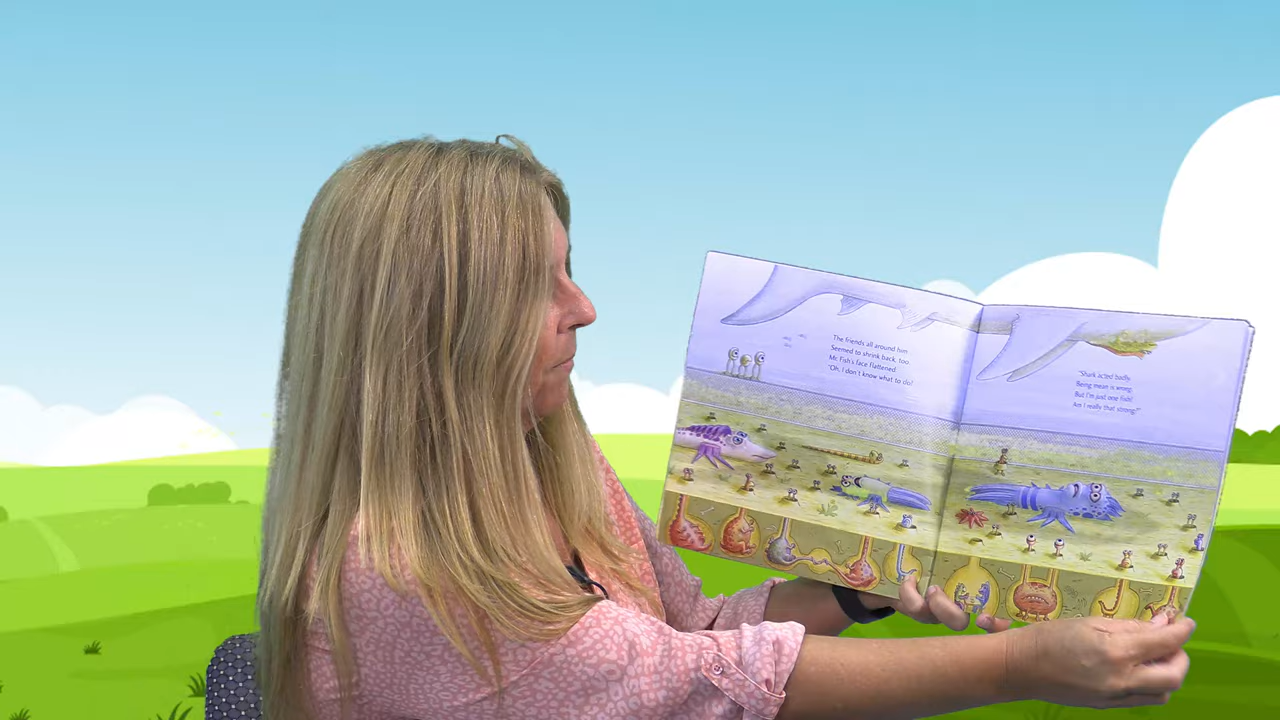 The friends all around him
Seemed to shrink back, too.
Mr. Fish's face flattened.
"Oh, I don't know what to do!
"Shark acted badly.
Being mean is wrong.
But I'm just one fish!
Am I really that strong?"